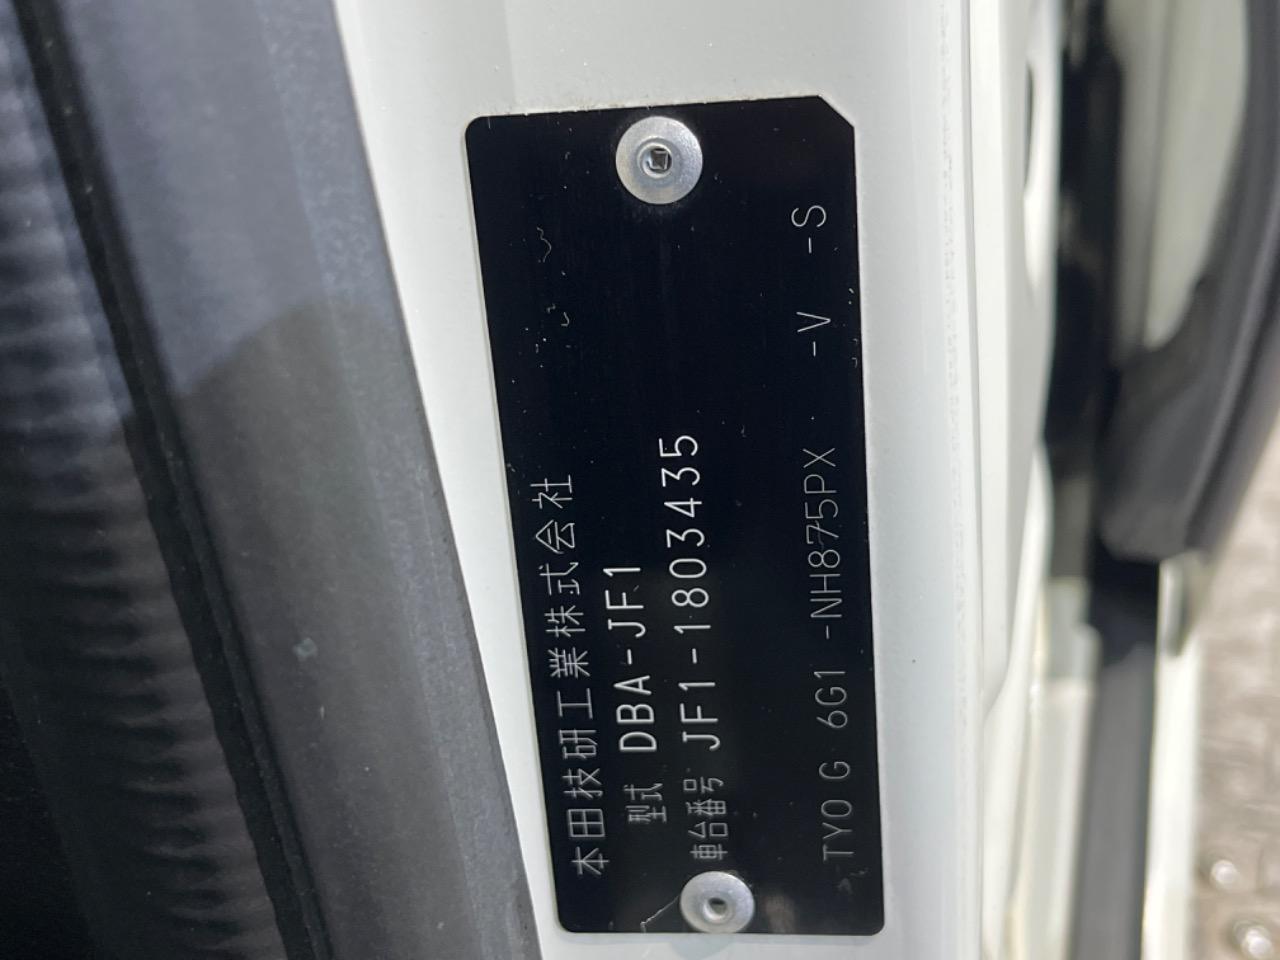 本田技研工業株式会社
型式 DBA-JF1
車台番号 JF1-1803435
TY0 G 6G1 -NH875PX -V -S